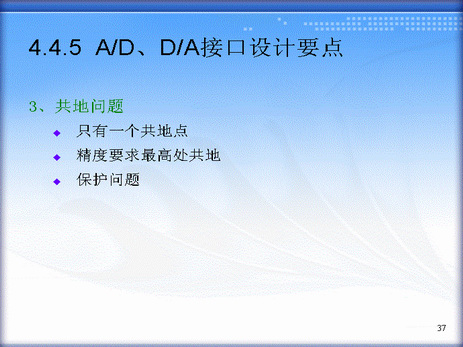 4.4.5 A/D、D/A接口设计要点
3、共地问题
只有一个共地点
精度要求最高处共地
保护问题
37